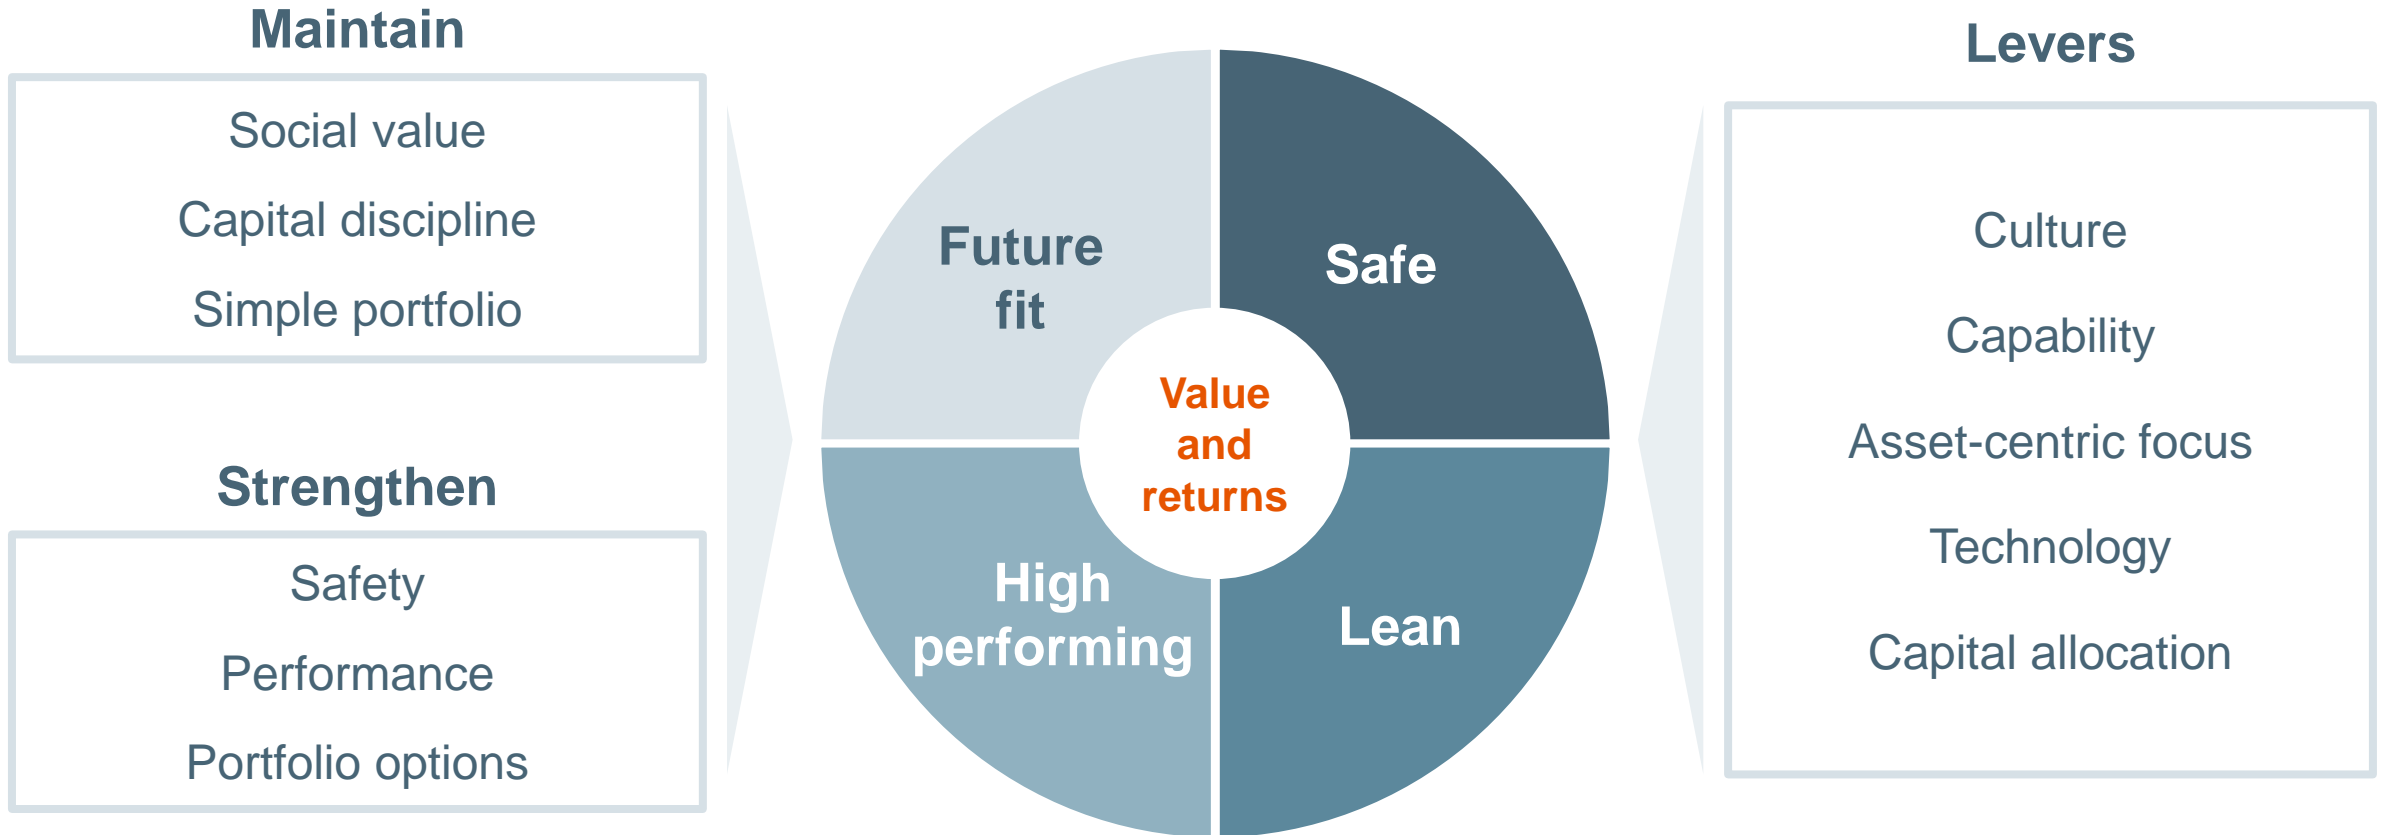 Maintain
Social value
Capital discipline
Simple portfolio
Strengthen
Safety
Performance
Portfolio options
Future
fit
Safe
Value
and
returns
High
performing
Lean
Levers
Culture
Capability
Asset-centric focus
Technology
Capital allocation